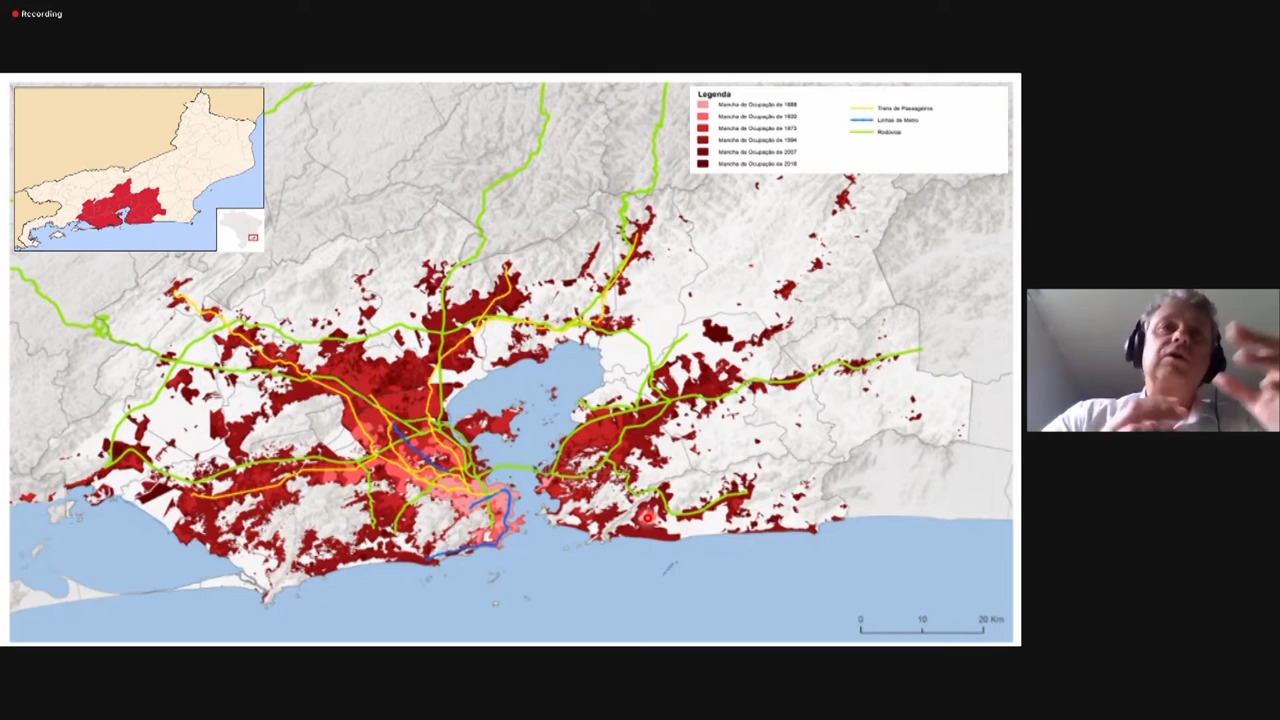 Recording
Legenda
Mancha de Ocupação de 1888
Mancha de Ocupação de 1930
Mancha de Ocupação de 1973
Mancha de Ocupação de 1994
Mancha de Ocupação de 2007
Mancha de Ocupação de 2018
Trens de Passageiros
Linhas de Metro
Rodovias
0 10 20 Km